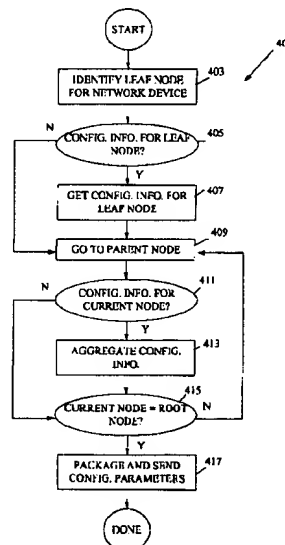 START
40
IDENTIFY LEAF NODE
FOR NETWORK DEVICE
403
N
CONFIG. INFO. FOR LEAF
NODE?
405
Y
GET CONFIG. INFO. FOR
LEAF NODE
407
GO TO PARENT NODE
409
N
CONFIG. INFO. FOR
CURRENT NODE?
411
Y
AGGREGATE CONFIG.
INFO.
413
415
CURRENT NODE = ROOT
NODE?
N
Y
PACKAGE AND SEND
CONFIG. PARAMETERS
417
DONE